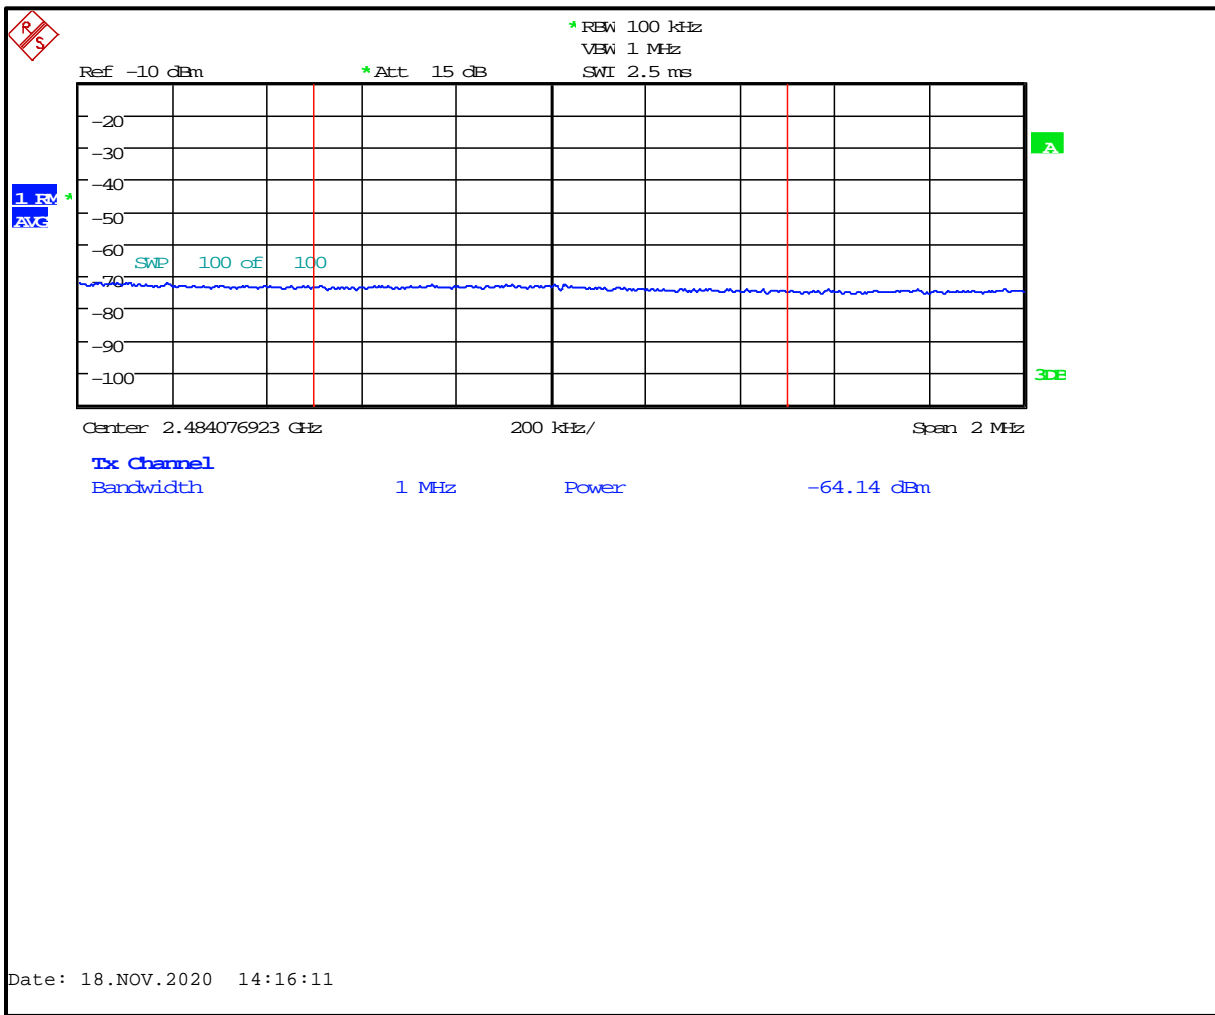 R S
* RBW 100 kHz
VBW 1 MHz
Ref -10 dBm * Att 15 dB SWT 2.5 ms
-20
-30
A
-40
1 RM *
AVG
-50
-60
SWP 100 of 100
-70
-80
-90
-100
3DB
Center 2.484076923 GHz 200 kHz/ Span 2 MHz
Tx Channel
Bandwidth 1 MHz Power -64.14 dBm
Date: 18.NOV.2020 14:16:11